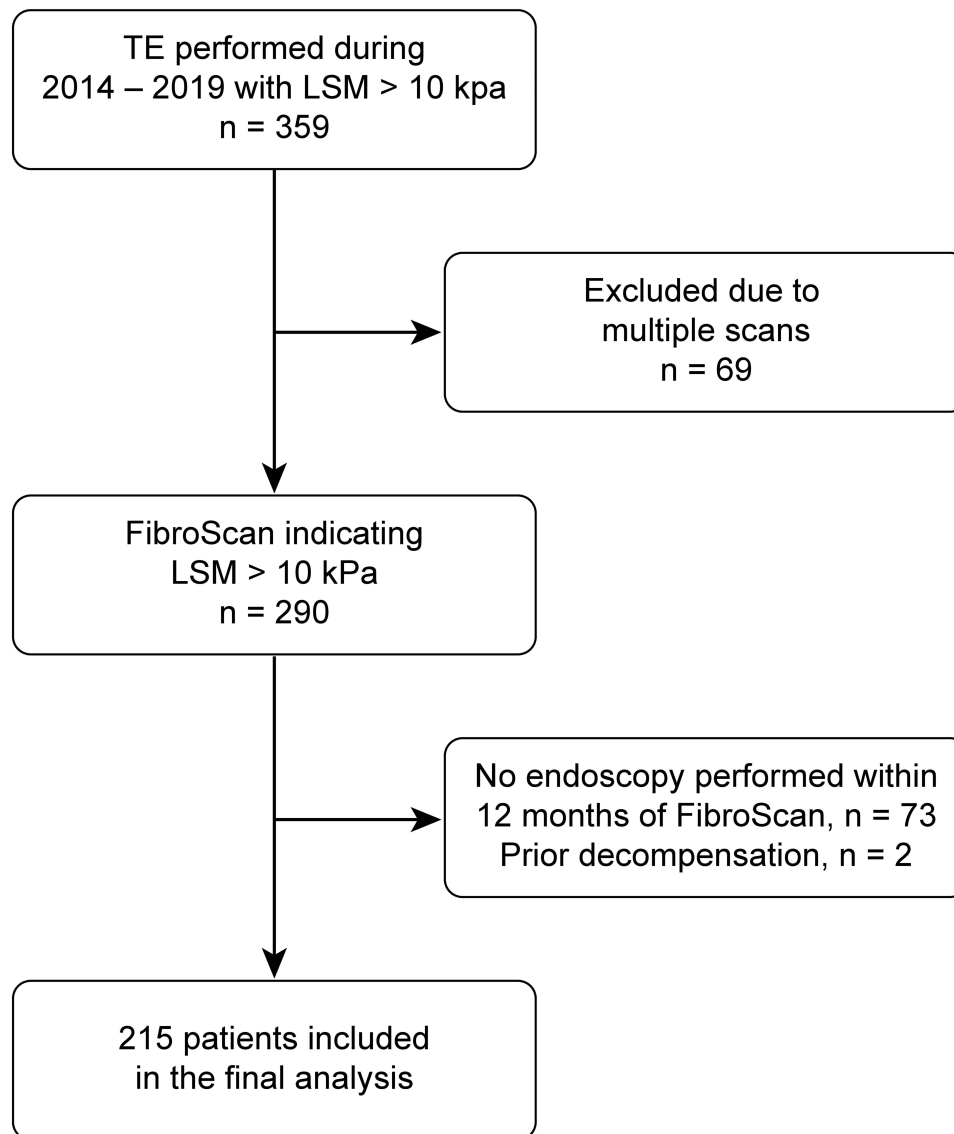 TE performed during
2014 – 2019 with LSM > 10 kpa
n = 359
Excluded due to
multiple scans
n = 69
FibroScan indicating
LSM > 10 kPa
n = 290
No endoscopy performed within
12 months of FibroScan, n = 73
Prior decompensation, n = 2
215 patients included
in the final analysis